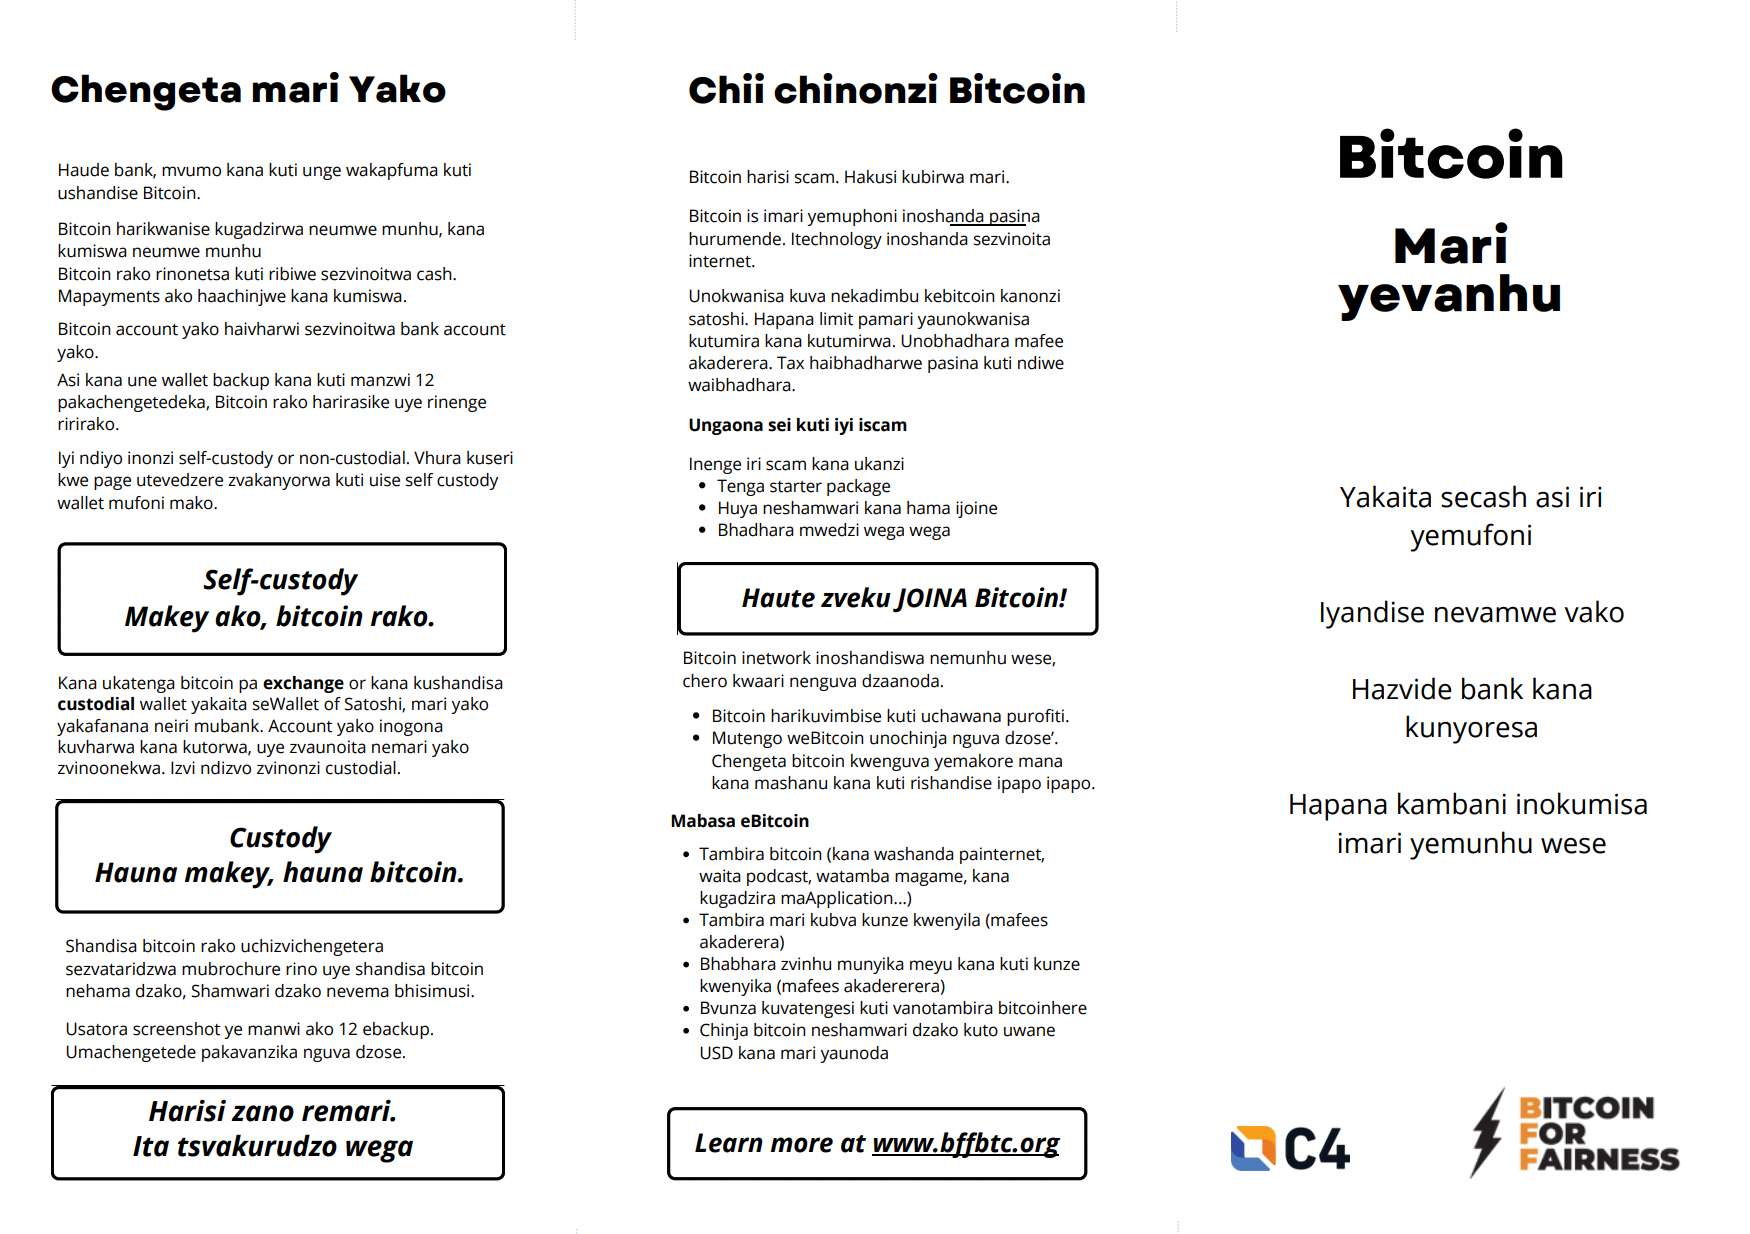 Chengeta mari Yako
Haude bank, mvumo kana kuti unge wakapfuma kuti
ushandise Bitcoin.
Bitcoin harikwanise kugadzirwa neumwe munhu, kana
kumiswa neumwe munhu
Bitcoin rako rinonetsa kuti ribiwe sezvinoitwa cash.
Mapayments ako haachinjwe kana kumiswa.
Bitcoin account yako haivharwi sezvinoitwa bank account
yako.
Asi kana une wallet backup kana kuti manzwi 12
pakachengetedeka, Bitcoin rako harirasike uye rinenge
ririrako.
Iyi ndiyo inonzi self-custody or non-custodial. Vhura kuseri
kwe page utevedzere zvakanyorwa kuti uise self custody
wallet mufoni mako.
Self-custody
Makey ako, bitcoin rako.
Kana ukatenga bitcoin pa exchange or kana kushandisa
custodial wallet yakaita seWallet of Satoshi, mari yako
yakafanana neiri mubank. Account yako inogona
kuvharwa kana kutorwa, uye zvaunoita nemari yako
zvinoonekwa. Izvi ndizvo zvinonzi custodial.
Custody
Hauna makey, hauna bitcoin.
Shandisa bitcoin rako uchizvichengetera
sezvataridzwa mubrochure rino uye shandisa bitcoin
nehama dzako, Shamwari dzako nevema bhisimusi.
Usatora screenshot ye manwi ako 12 ebackup.
Umachengetede pakavanzika nguva dzose.
Harisi zano remari.
Ita tsvakurudzo wega
Chii chinonzi Bitcoin
Bitcoin harisi scam. Hakusi kubirwa mari.
Bitcoin is imari yemuphoni inoshanda pasina
hurumende. Itechnology inoshanda sezvinoita
internet.
Unokwanisa kuva nekadimbu kebitcoin kanonzi
satoshi. Hapana limit pamari yaunokwanisa
kutumira kana kutumirwa. Unobhadhara mafee
akaderera. Tax haibhadharwe pasina kuti ndiwe
waibhadhara.
Ungaona sei kuti iyi iscam
Inenge iri scam kana ukanzi
• Tenga starter package
• Huya neshamwari kana hama ijoine
• Bhadhara mwedzi wega wega
Haute zveku JOINA Bitcoin!
Bitcoin inetwork inoshandiswa nemunhu wese,
chero kwaari nenguva dzaanoda.
• Bitcoin harikuvimbise kuti uchawana purofiti.
• Mutengo weBitcoin unochinja nguva dzose’.
Chengeta bitcoin kwenguva yemakore mana
kana mashanu kana kuti rishandise ipapo ipapo.
Mabasa eBitcoin
• Tambira bitcoin (kana washanda painternet,
waita podcast, watamba magame, kana
kugadzira maApplication...)
• Tambira mari kubva kunze kwenyila (mafees
akaderera)
• Bhabhara zvinhu munyika meyu kana kuti kunze
kwenyika (mafees akadererera)
• Bvunza kuvatengesi kuti vanotambira bitcoinhere
• Chinja bitcoin neshamwari dzako kuto uwane
USD kana mari yaunoda
Learn more at www.bffbtc.org
Bitcoin
Mari
yevanhu
Yakaita secash asi iri
yemufoni
Iyandise nevamwe vako
Hazvide bank kana
kunyoresa
Hapana kambani inokumisa
imari yemunhu wese
C4
BITCOIN
FOR
FAIRNESS